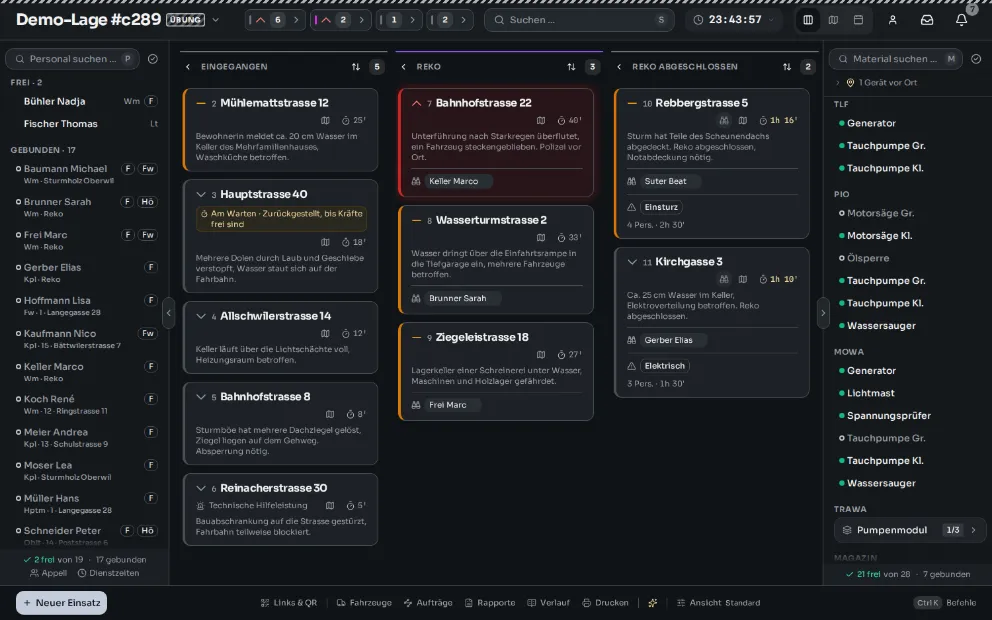 Demo-Lage #c289 ÜBUNG
6
2
1
2
Suchen ... S
23:43:57
7
Personal suchen ... P
FREI · 2
Bühler Nadja Wm F
Fischer Thomas Lt
GEBUNDEN · 17
Baumann Michael F Fw
Wm · Sturmholz Oberwil
Brunner Sarah F Hö
Wm · Reko
Frei Marc F Fw
Wm · Reko
Gerber Elias F
Kpl · Reko
Hoffmann Lisa F
Fw · 1 · Langegasse 28
Kaufmann Nico Fw
Kpl · 15 · Bättwilerstrasse 7
Keller Marco F
Wm · Reko
Koch René F
Wm · 12 · Ringstrasse 11
Meier Andrea F
Kpl · 13 · Schulstrasse 9
Moser Lea F
Kpl · Sturmholz Oberwil
Müller Hans F
Hptm · 1 · Langegasse 28
Schneider Peter F Hö
Oblt · 14 · Poststrasse 6
2 frei von 19 · 17 gebunden
Appell Dienstzeiten
EINGEGANGEN 5
2 Mühlemattstrasse 12
25'
Bewohnerin meldet ca. 20 cm Wasser im
Keller des Mehrfamilienhauses,
Waschküche betroffen.
3 Hauptstrasse 40
Am Warten · Zurückgestellt, bis Kräfte
frei sind
18'
Mehrere Dolen durch Laub und Geschiebe
verstopft, Wasser staut sich auf der
Fahrbahn.
4 Allschwilerstrasse 14
12'
Keller läuft über die Lichtschächte voll,
Heizungsraum betroffen.
5 Bahnhofstrasse 8
8'
Sturmböe hat mehrere Dachziegel gelöst,
Ziegel liegen auf dem Gehweg.
Absperrung nötig.
6 Reinacherstrasse 30
Technische Hilfeleistung 5'
Bauabschrankung auf die Strasse gestürzt,
Fahrbahn teilweise blockiert.
REKO 3
7 Bahnhofstrasse 22
40'
Unterführung nach Starkregen überflutet,
ein Fahrzeug steckengeblieben. Polizei vor
Ort.
Keller Marco
8 Wasserturmstrasse 2
33'
Wasser dringt über die Einfahrtsrampe in
die Tiefgarage ein, mehrere Fahrzeuge
betroffen.
Brunner Sarah
9 Ziegeleistrasse 18
27'
Lagerkeller einer Schreinerei unter Wasser,
Maschinen und Holzlager gefährdet.
Frei Marc
REKO ABGESCHLOSSEN 2
10 Rebbergstrasse 5
1h 16'
Sturm hat Teile des Scheunendachs
abgedeckt. Reko abgeschlossen,
Notabdeckung nötig.
Suter Beat
Einsturz
4 Pers. · 2h 30'
11 Kirchgasse 3
1h 10'
Ca. 25 cm Wasser im Keller,
Elektroverteilung betroffen. Reko
abgeschlossen.
Gerber Elias
Elektrisch
3 Pers. · 1h 30'
Material suchen ... M
1 Gerät vor Ort
TLF
Generator
Tauchpumpe Gr.
Tauchpumpe Kl.
PIO
Motorsäge Gr.
Motorsäge Kl.
Ölsperre
Tauchpumpe Gr.
Tauchpumpe Kl.
Wassersauger
MOWA
Generator
Lichtmast
Spannungsprüfer
Tauchpumpe Gr.
Tauchpumpe Kl.
Wassersauger
TRAWA
Pumpenmodul 1/3
MAGAZIN
21 frei von 28 · 7 gebunden
+ Neuer Einsatz
Links & QR
Fahrzeuge
Aufträge
Rapporte
Verlauf
Drucken
Ansicht Standard
Ctrl K Befehle